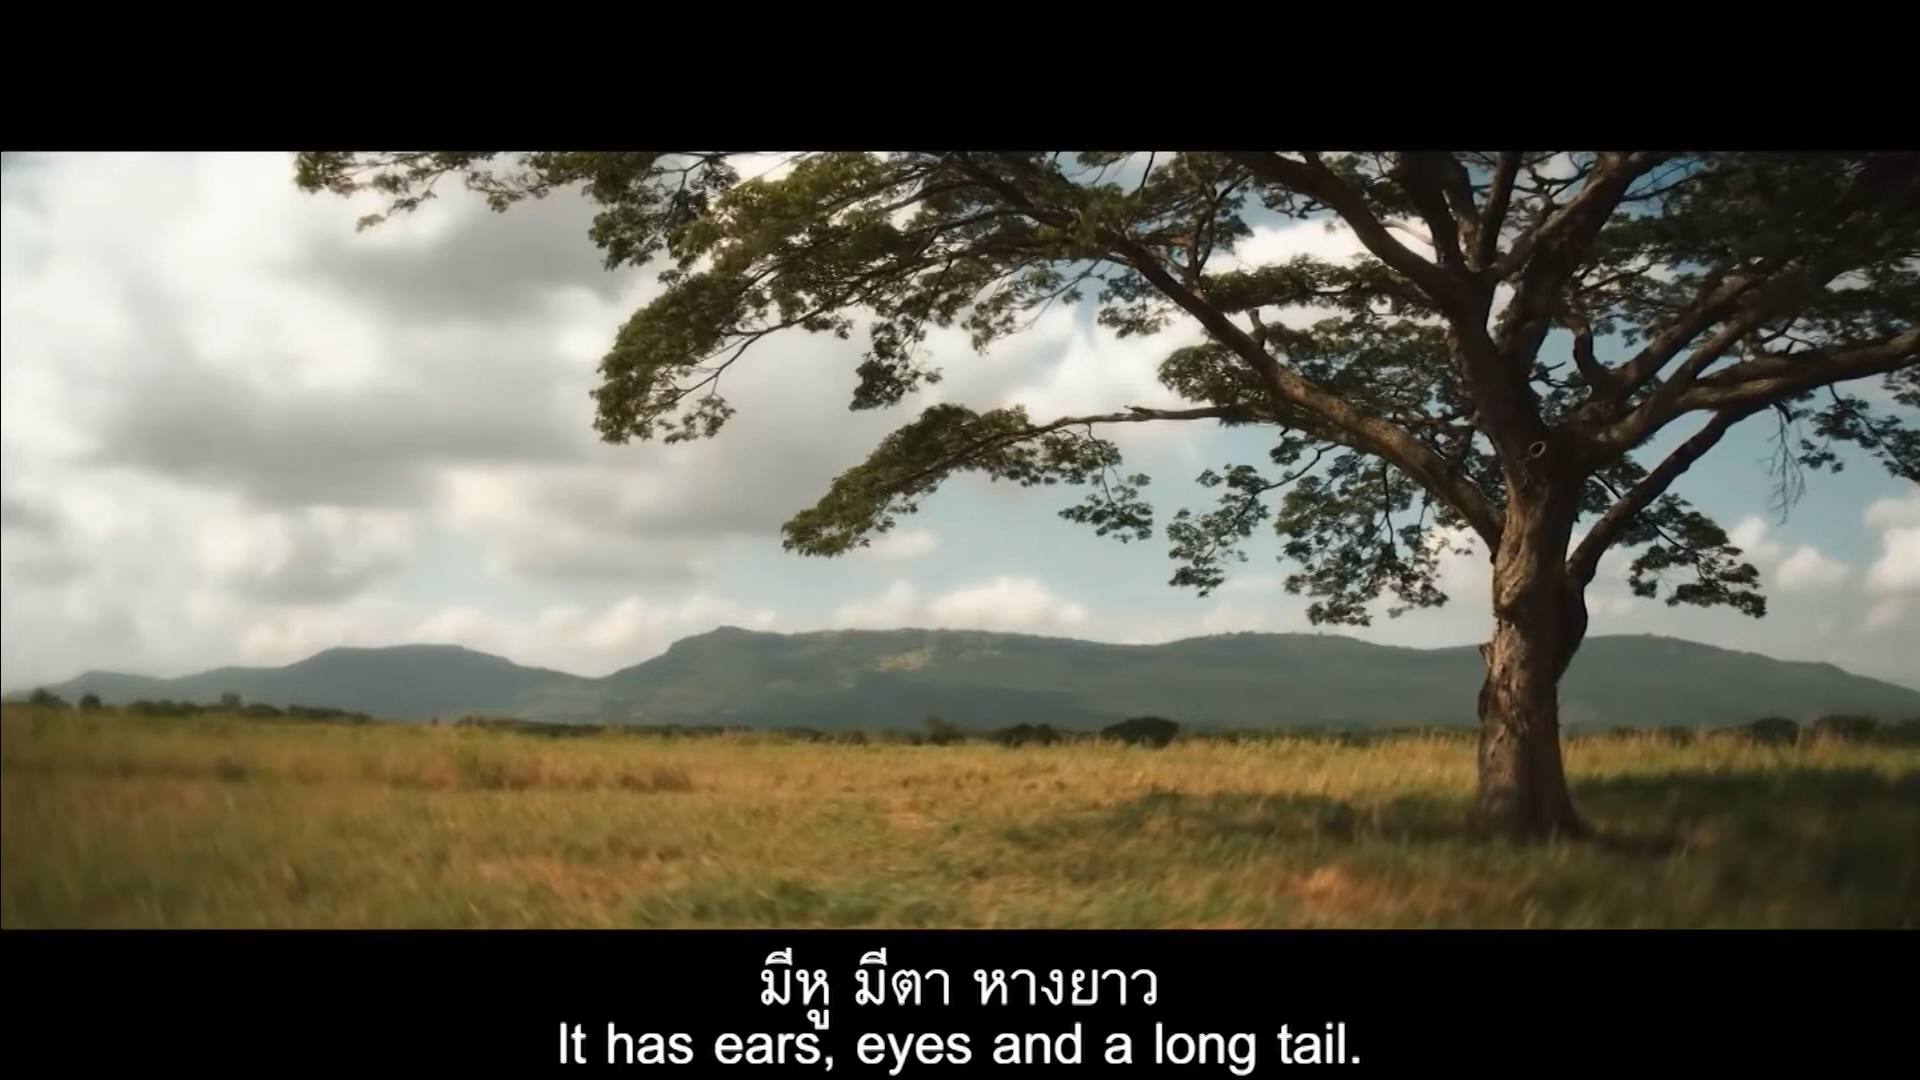 มีหู มีตา หางยาว
It has ears, eyes and a long tail.